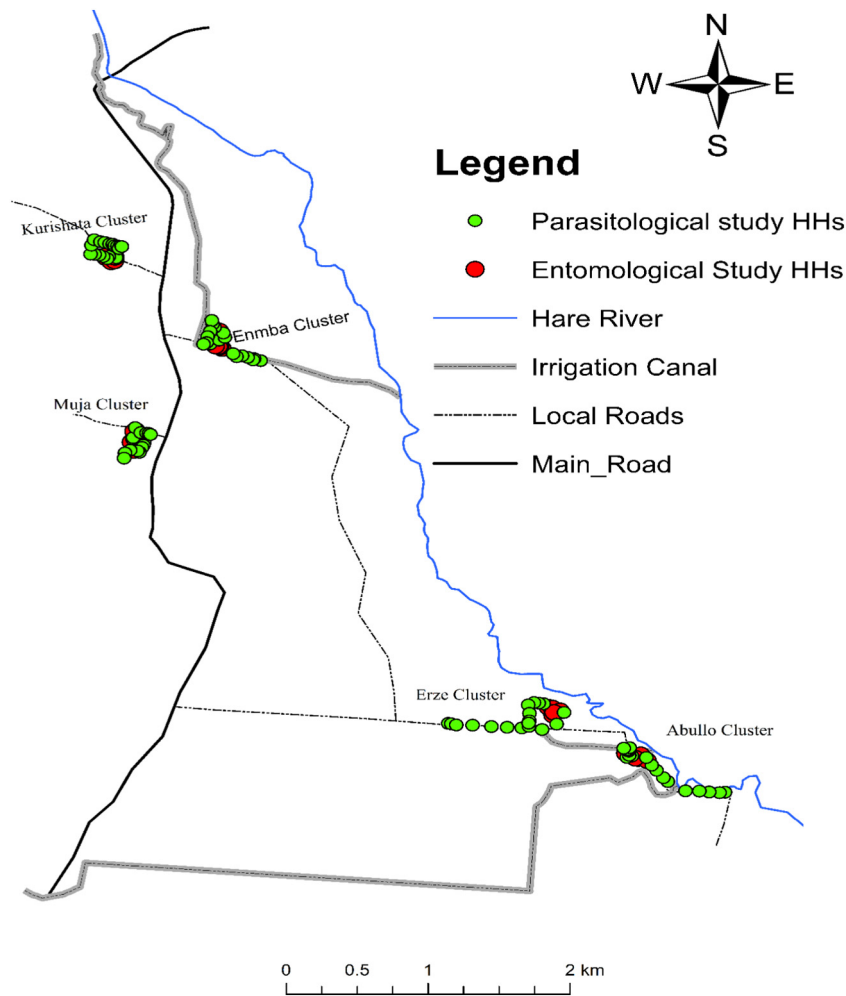 N
W E
S
Legend
Parasitological study HHs
Entomological Study HHs
Hare River
Irrigation Canal
Local Roads
Main_Road
Kurishata Cluster
Enmba Cluster
Muja Cluster
Erze Cluster
Abullo Cluster
0 0.5 1 2 km